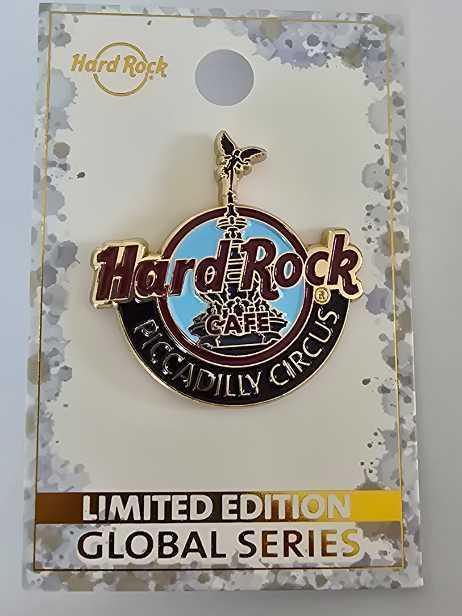 Hard Rock
Hard Rock
®
CAFE
PICCADILLY CIRCUS
LIMITED EDITION
GLOBAL SERIES